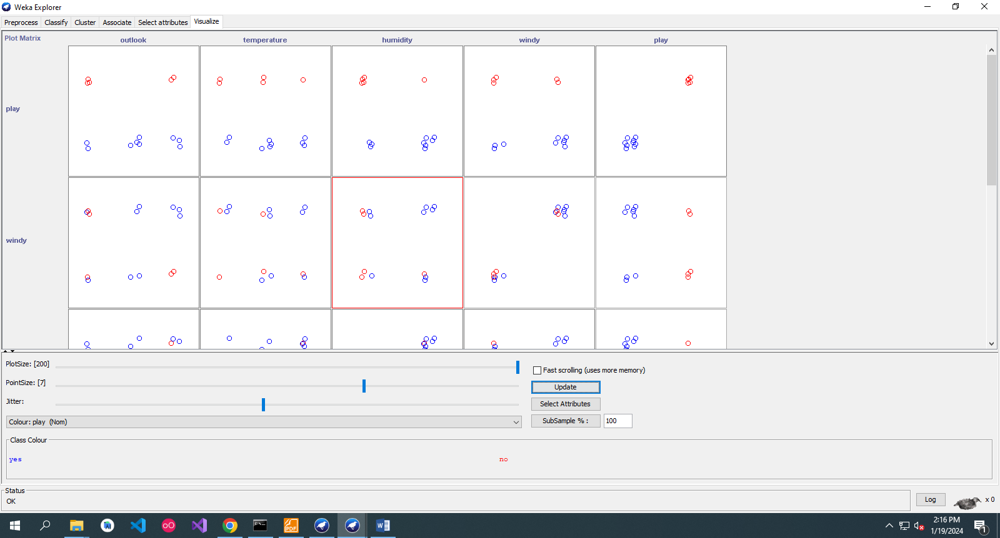 Weka Explorer
Preprocess Classify Cluster Associate Select attributes Visualize
Plot Matrix outlook temperature humidity windy play
play
windy
PlotSize: [200]
PointSize: [7]
Jitter:
Colour: play (Nom)
Fast scrolling (uses more memory)
Update
Select Attributes
SubSample % : 100
Class Colour
yes no
Status
OK
Log x 0
2:16 PM
1/19/2024
PDF
W
1